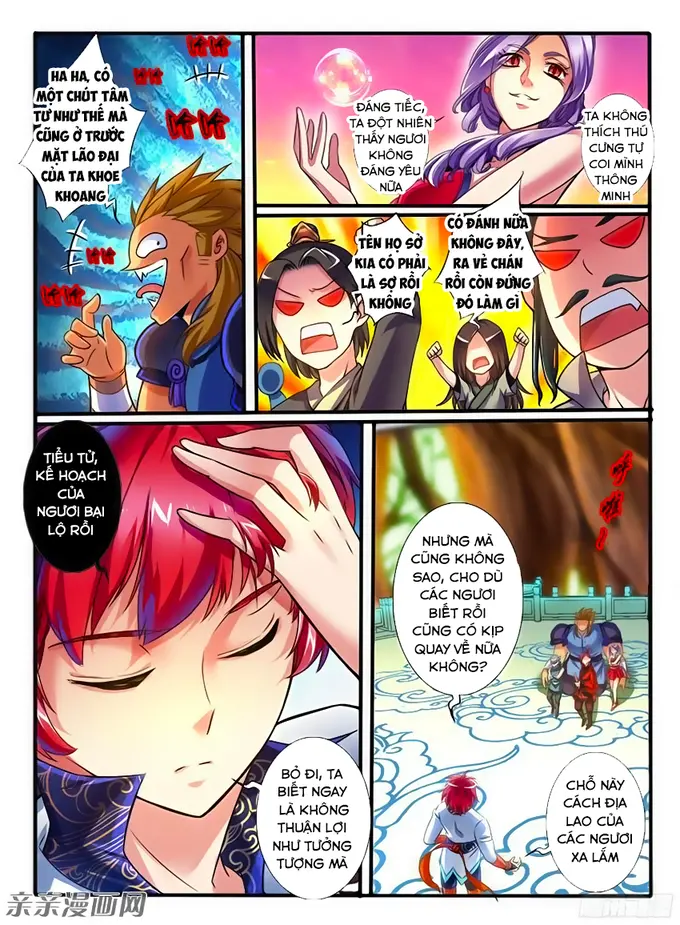 HA HA, CÓ
MỘT CHÚT TÂM
TƯ NHƯ THẾ MÀ
CŨNG Ở TRƯỚC
MẶT LÃO ĐẠI
CỦA TA KHOE
KHOANG
ĐÁNG TIẾC,
TA ĐỘT NHIÊN
THẤY NGƯƠI
KHÔNG
ĐÁNG YÊU
NỮA
TA KHÔNG
THÍCH THÚ
CƯNG TỰ
COI MÌNH
THÔNG
MINH
TÊN HỌ SỞ
KIA CÓ PHẢI
LÀ SỢ RỒI
KHÔNG
CÓ ĐÁNH NỮA
KHÔNG ĐÂY,
RA VẺ CHÁN
RỒI CÒN ĐỨNG
ĐÓ LÀM GÌ
TIỂU TỬ,
KẾ HOẠCH
CỦA
NGƯƠI BẠI
LỘ RỒI
BỎ ĐI, TA
BIẾT NGAY
LÀ KHÔNG
THUẬN LỢI
NHƯ TƯỞNG
TƯỢNG MÀ
NHƯNG MÀ
CŨNG KHÔNG
SAO, CHO DÙ
CÁC NGƯƠI
BIẾT RỒI
CŨNG CÓ KỊP
QUAY VỀ NỮA
KHÔNG?
CHỖ NÀY
CÁCH ĐỊA
LAO CỦA
CÁC NGƯƠI
XA LẮM
亲亲漫画网